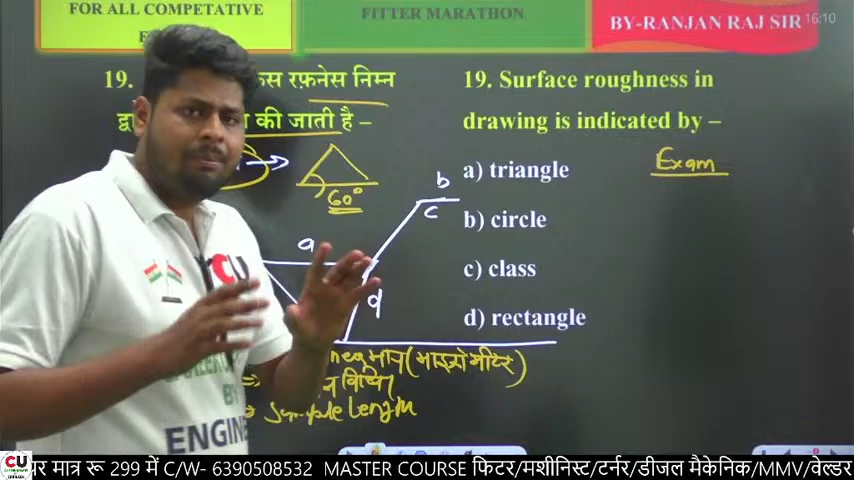 FOR ALL COMPETATIVE
FITTER MARATHON
BY-RANJAN RAJ SIR
16:10
19.
रफ़नेस निम्न
की जाती है –
60°
19. Surface roughness in
drawing is indicated by –
Exam
a) triangle
b) circle
c) class
d) rectangle
b
c
a
d
मान (माइक्रो मीटर)
विधि
Sample Length
CU
ENGINE
CU
मात्र रू 299 में C/W- 6390508532 MASTER COURSE फिटर/मशीनिस्ट/टर्नर/डीजल मैकेनिक/MMV/वेल्डर